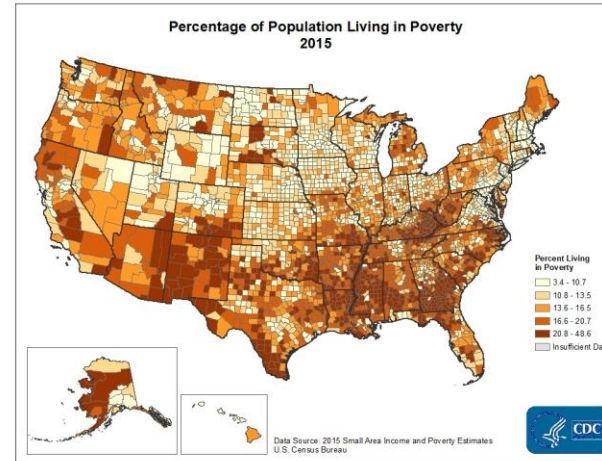 Percentage of Population Living in Poverty
2015
Percent Living
in Poverty
3.4 - 10.7
10.8 - 13.5
13.6 - 16.5
16.6 - 20.7
20.8 - 48.6
Insufficient Da
Data Source: 2015 Small Area Income and Poverty Estimates
U.S. Census Bureau
CDC